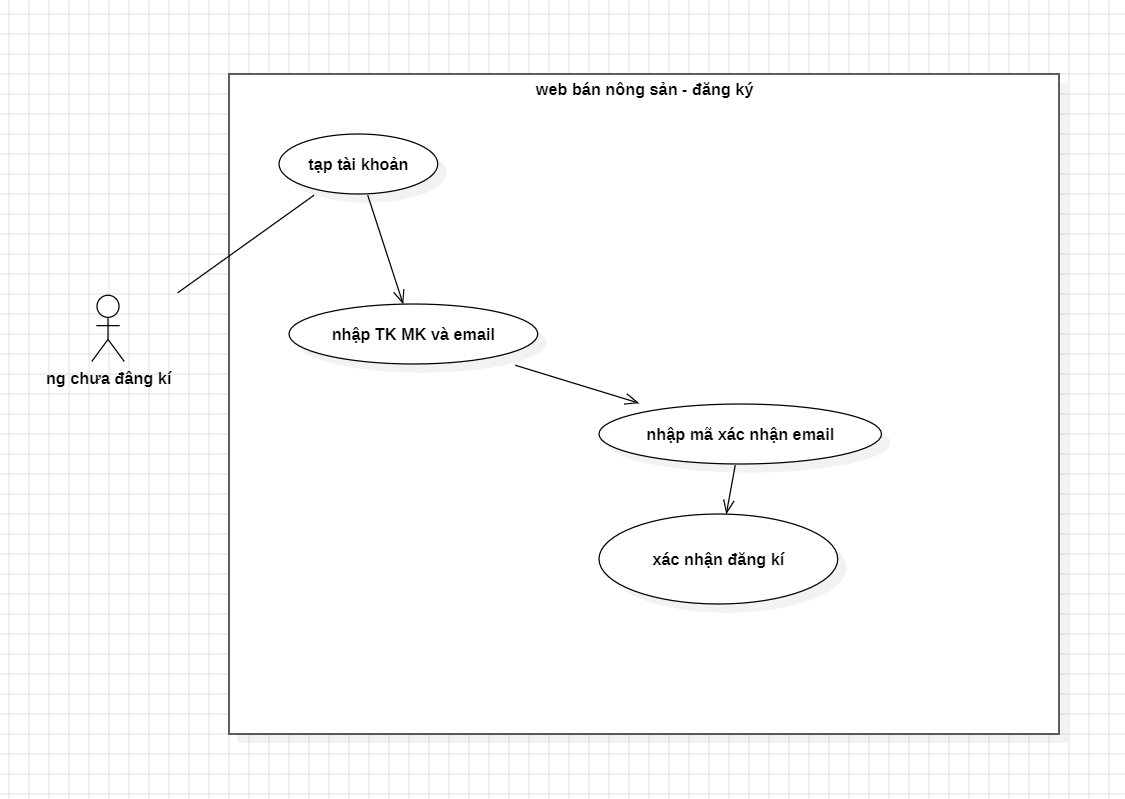 web bán nông sản - đăng ký
tạp tài khoản
nhập TK MK và email
ng chưa đâng kí
nhập mã xác nhận email
xác nhận đăng kí